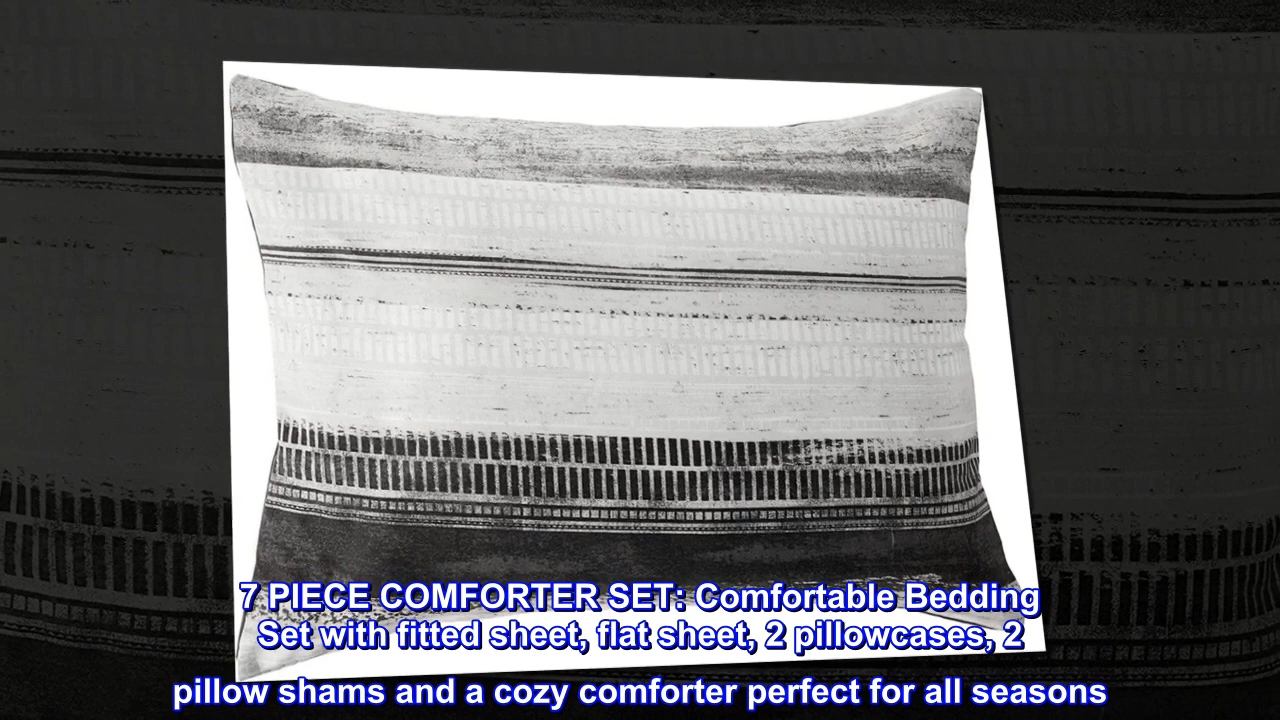 7 PIECE COMFORTER SET: Comfortable Bedding
Set with fitted sheet, flat sheet, 2 pillowcases, 2
pillow shams and a cozy comforter perfect for all seasons